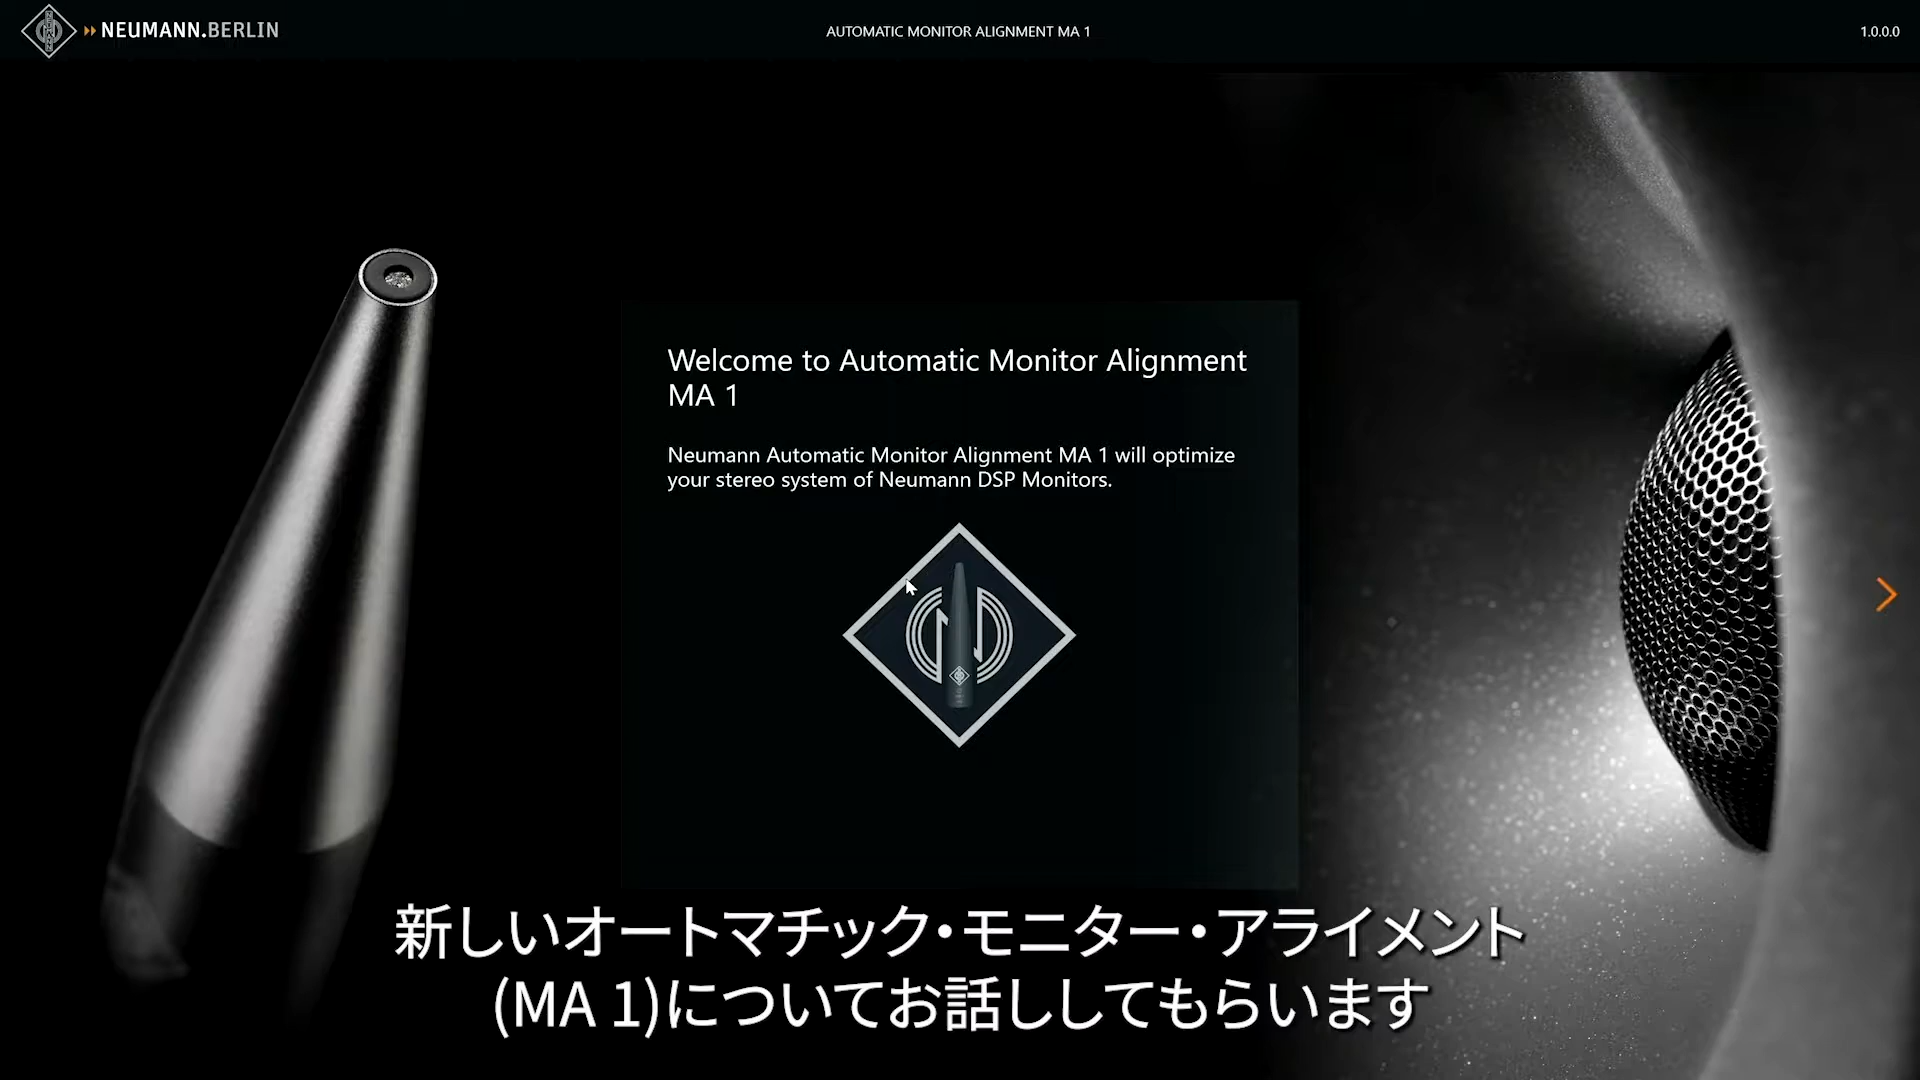 NEUMANN.BERLIN
AUTOMATIC MONITOR ALIGNMENT MA 1
1.0.0.0
Welcome to Automatic Monitor Alignment
MA 1
Neumann Automatic Monitor Alignment MA 1 will optimize
your stereo system of Neumann DSP Monitors.
新しいオートマチック・モニター・アライメント
(MA 1)についてお話ししてもらいます